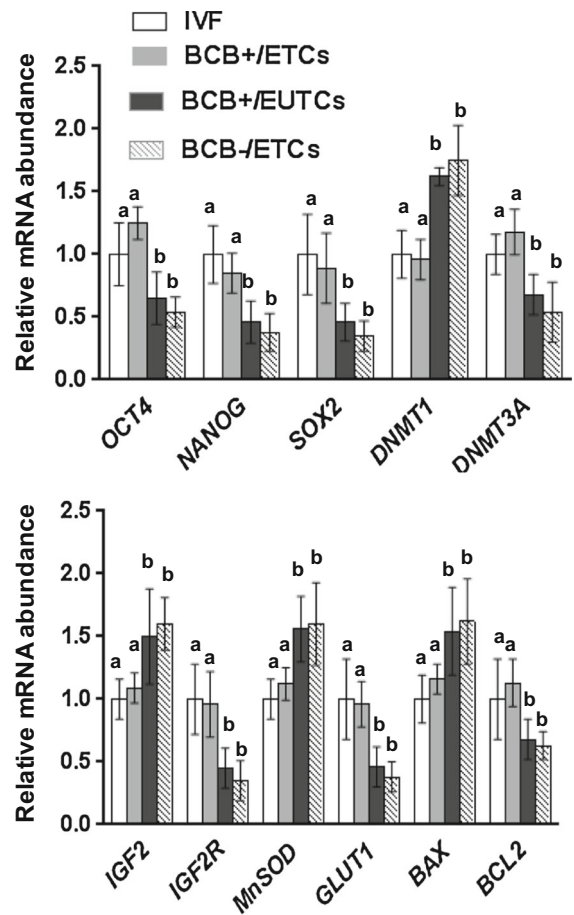 IVF
BCB+/ETCs
BCB+/EUTCs
BCB-/ETCs
Relative mRNA abundance
2.5
2.0
1.5
1.0
0.5
0.0
a a b b a a b b a a b b a a b b a a b b
OCT4 NANOG SOX2 DNMT1 DNMT3A
Relative mRNA abundance
2.5
2.0
1.5
1.0
0.5
0.0
a a b b a a b b a a b b a a b b a a b b a a b b
IGF2 IGF2R MnSOD GLUT1 BAX BCL2